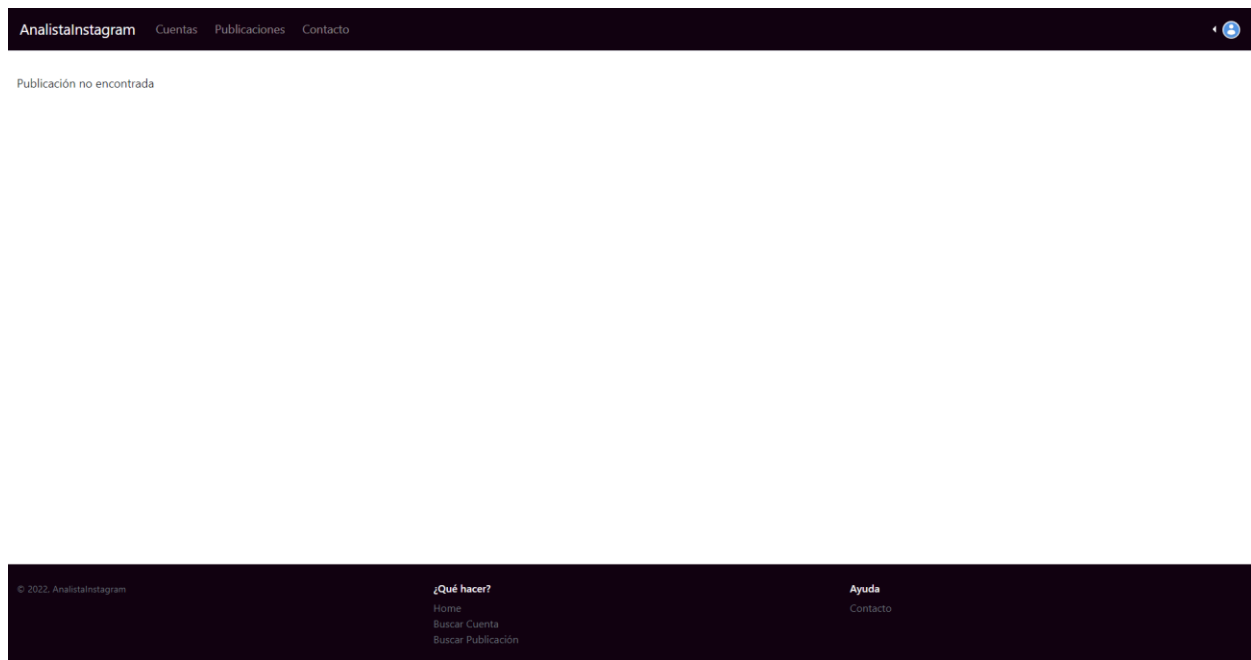 AnalistaInstagram Cuentas Publicaciones Contacto
Publicación no encontrada
© 2022. AnalistaInstagram
¿Qué hacer?
Home
Buscar Cuenta
Buscar Publicación
Ayuda
Contacto